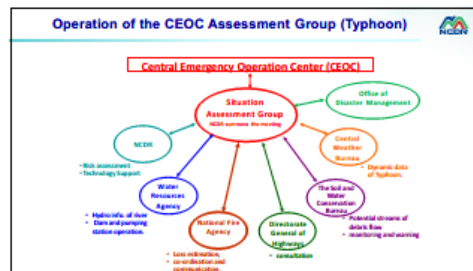 Operation of the CEOC Assessment Group (Typhoon)
NCDR
Central Emergency Operation Center (CEOC)
Situation
Assessment Group
NCDR summons the meeting
Office of
Disaster Management
NCDR
• Risk assessment
• Technology Support
Central
Weather
Bureau
• Dynamic data
of Typhoon.
Water
Resources
Agency
• Hydro info. of river
• Dam and pumping
station operation.
National Fire
Agency
• Loss estimation,
• co-ordination and
communication.
Directorate
General of
Highways
• consultation
The Soil and
Water
Conservation
Bureau
• Potential streams of
debris flow
• monitoring and warning